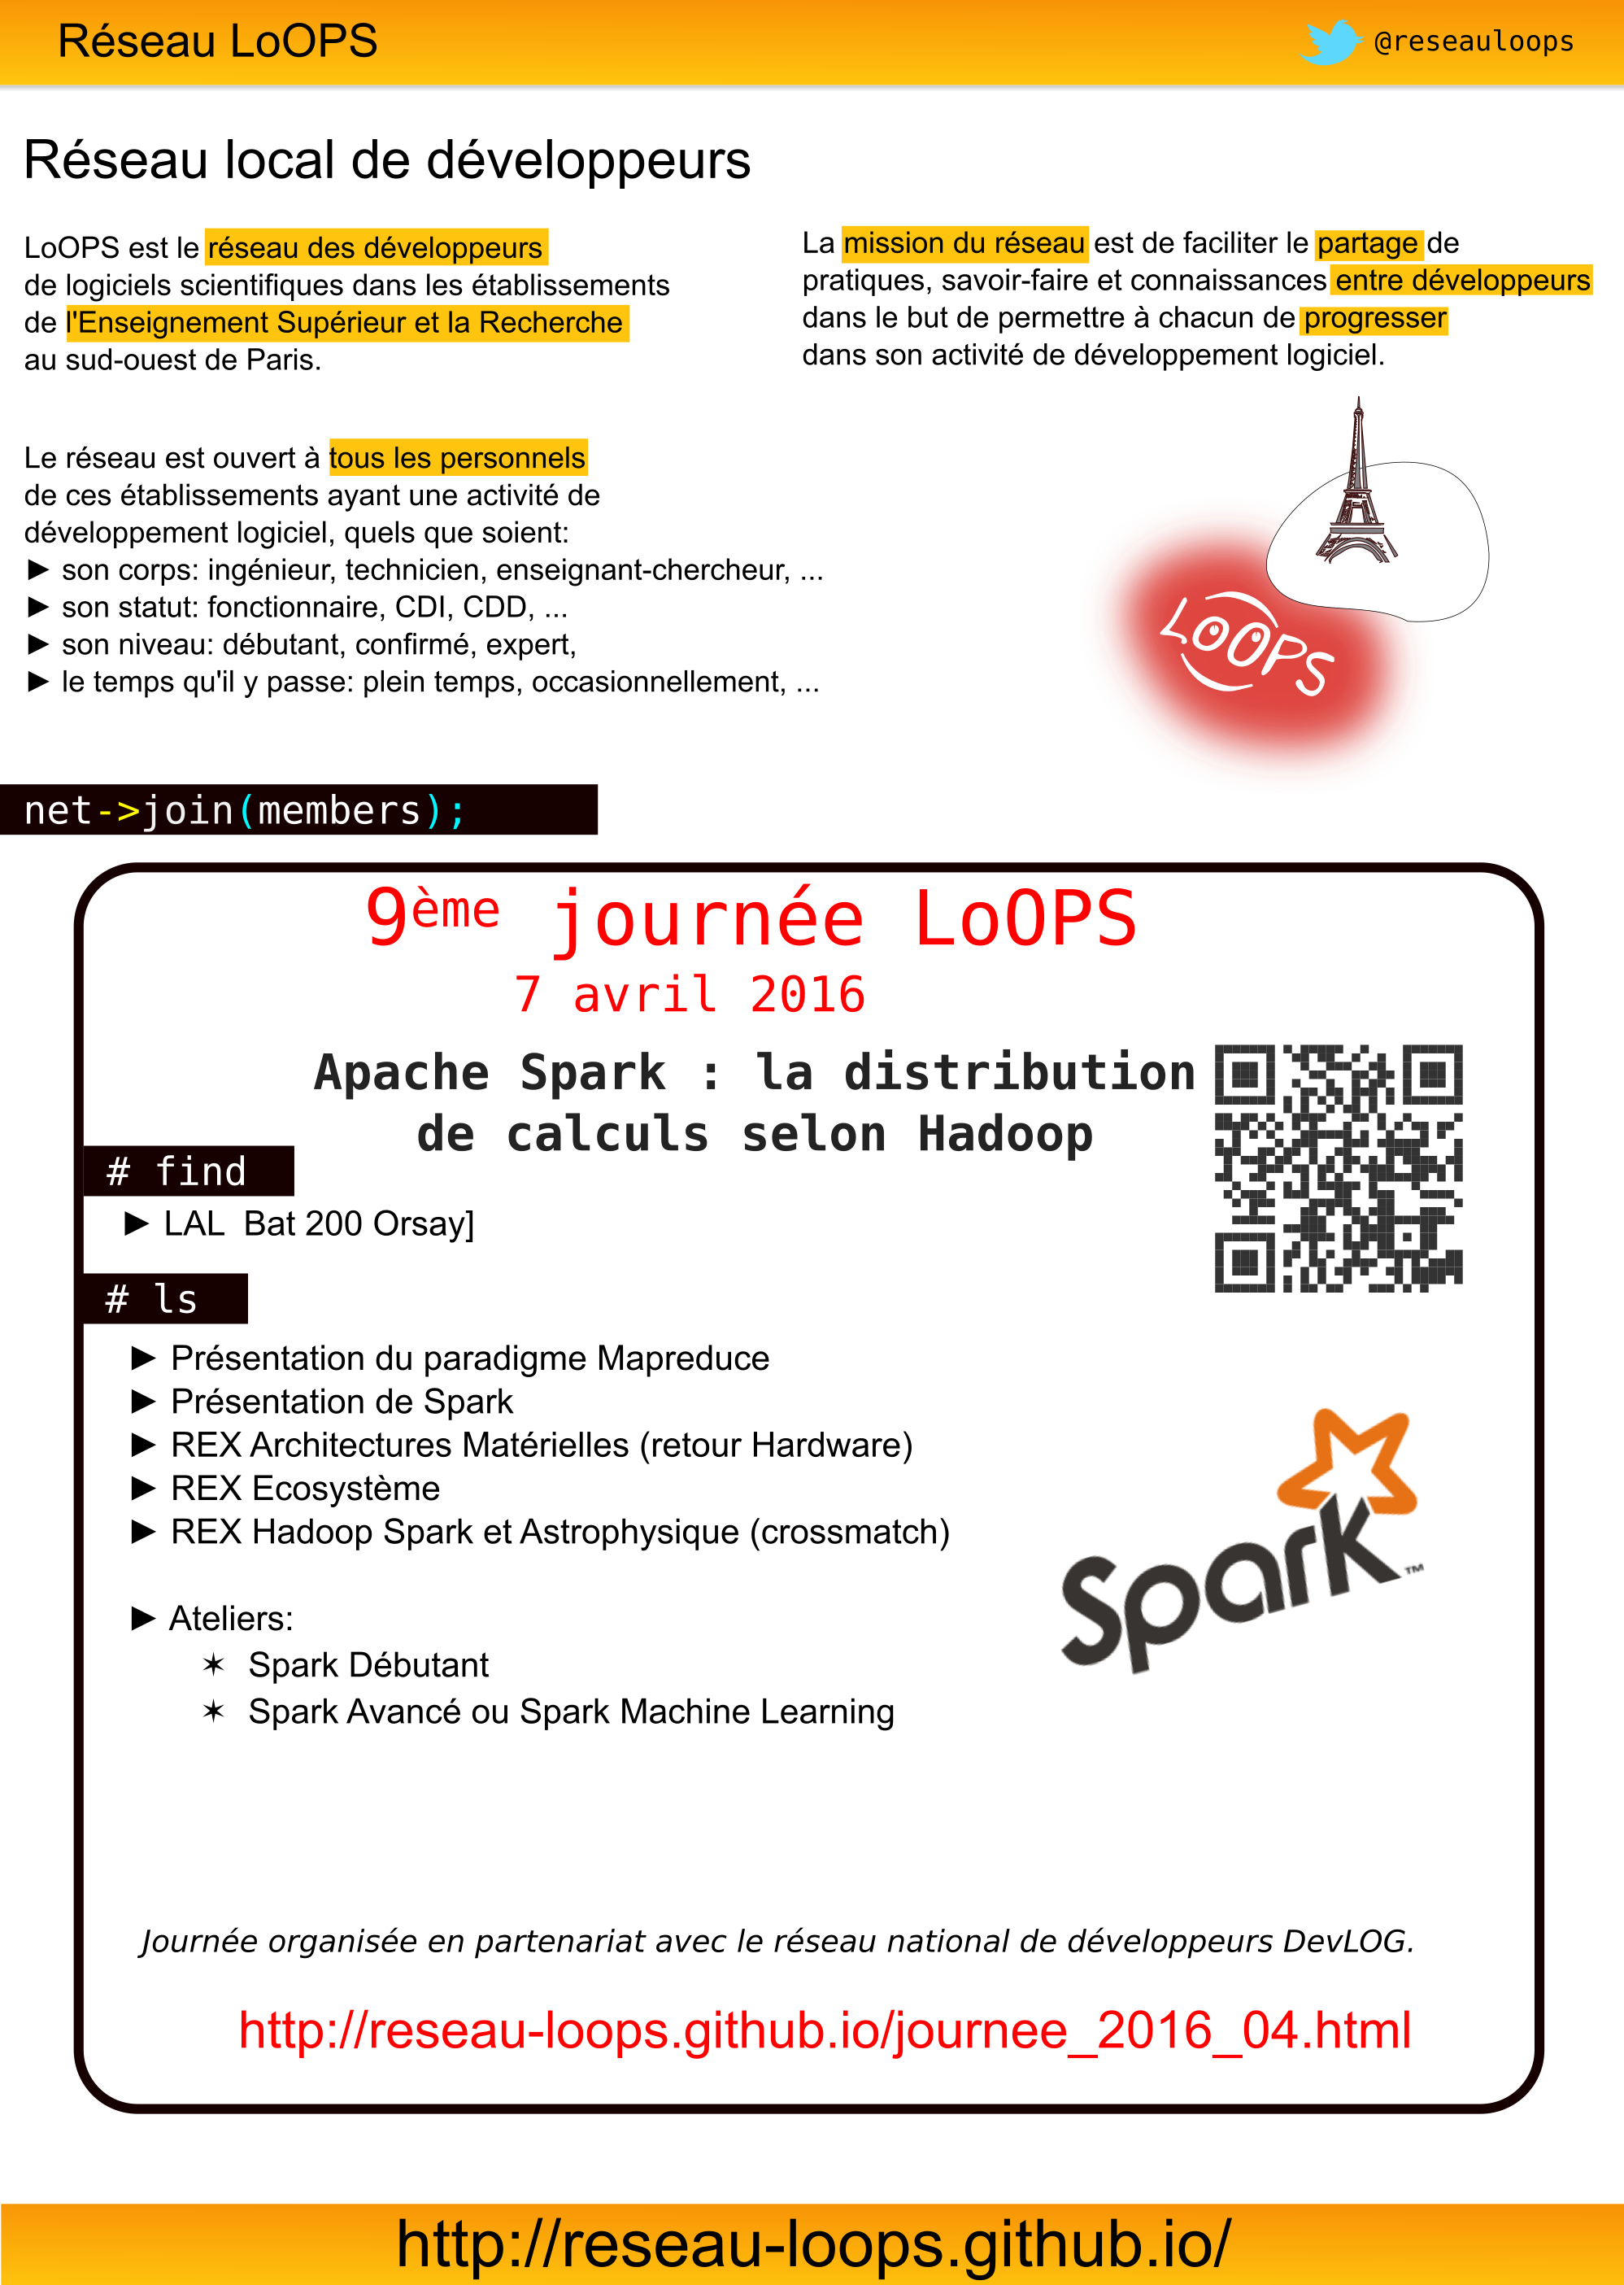 Réseau LoOPS
@reseauloops
Réseau local de développeurs
LoOPS est le réseau des développeurs
de logiciels scientifiques dans les établissements
de l'Enseignement Supérieur et la Recherche
au sud-ouest de Paris.
La mission du réseau est de faciliter le partage de
pratiques, savoir-faire et connaissances entre développeurs
dans le but de permettre à chacun de progresser
dans son activité de développement logiciel.
Le réseau est ouvert à tous les personnels
de ces établissements ayant une activité de
développement logiciel, quels que soient:
► son corps: ingénieur, technicien, enseignant-chercheur, ...
► son statut: fonctionnaire, CDI, CDD, ...
► son niveau: débutant, confirmé, expert,
► le temps qu'il y passe: plein temps, occasionnellement, ...
LoOPS
net->join(members);
9ème journée LoOPS
7 avril 2016
Apache Spark : la distribution
de calculs selon Hadoop
# find
► LAL  Bat 200 Orsay]
# ls
► Présentation du paradigme Mapreduce
► Présentation de Spark
► REX Architectures Matérielles (retour Hardware)
► REX Ecosystème
► REX Hadoop Spark et Astrophysique (crossmatch)
Spark™
► Ateliers:
✶ Spark Débutant
✶ Spark Avancé ou Spark Machine Learning
Journée organisée en partenariat avec le réseau national de développeurs DevLOG.
http://reseau-loops.github.io/journee_2016_04.html
http://reseau-loops.github.io/